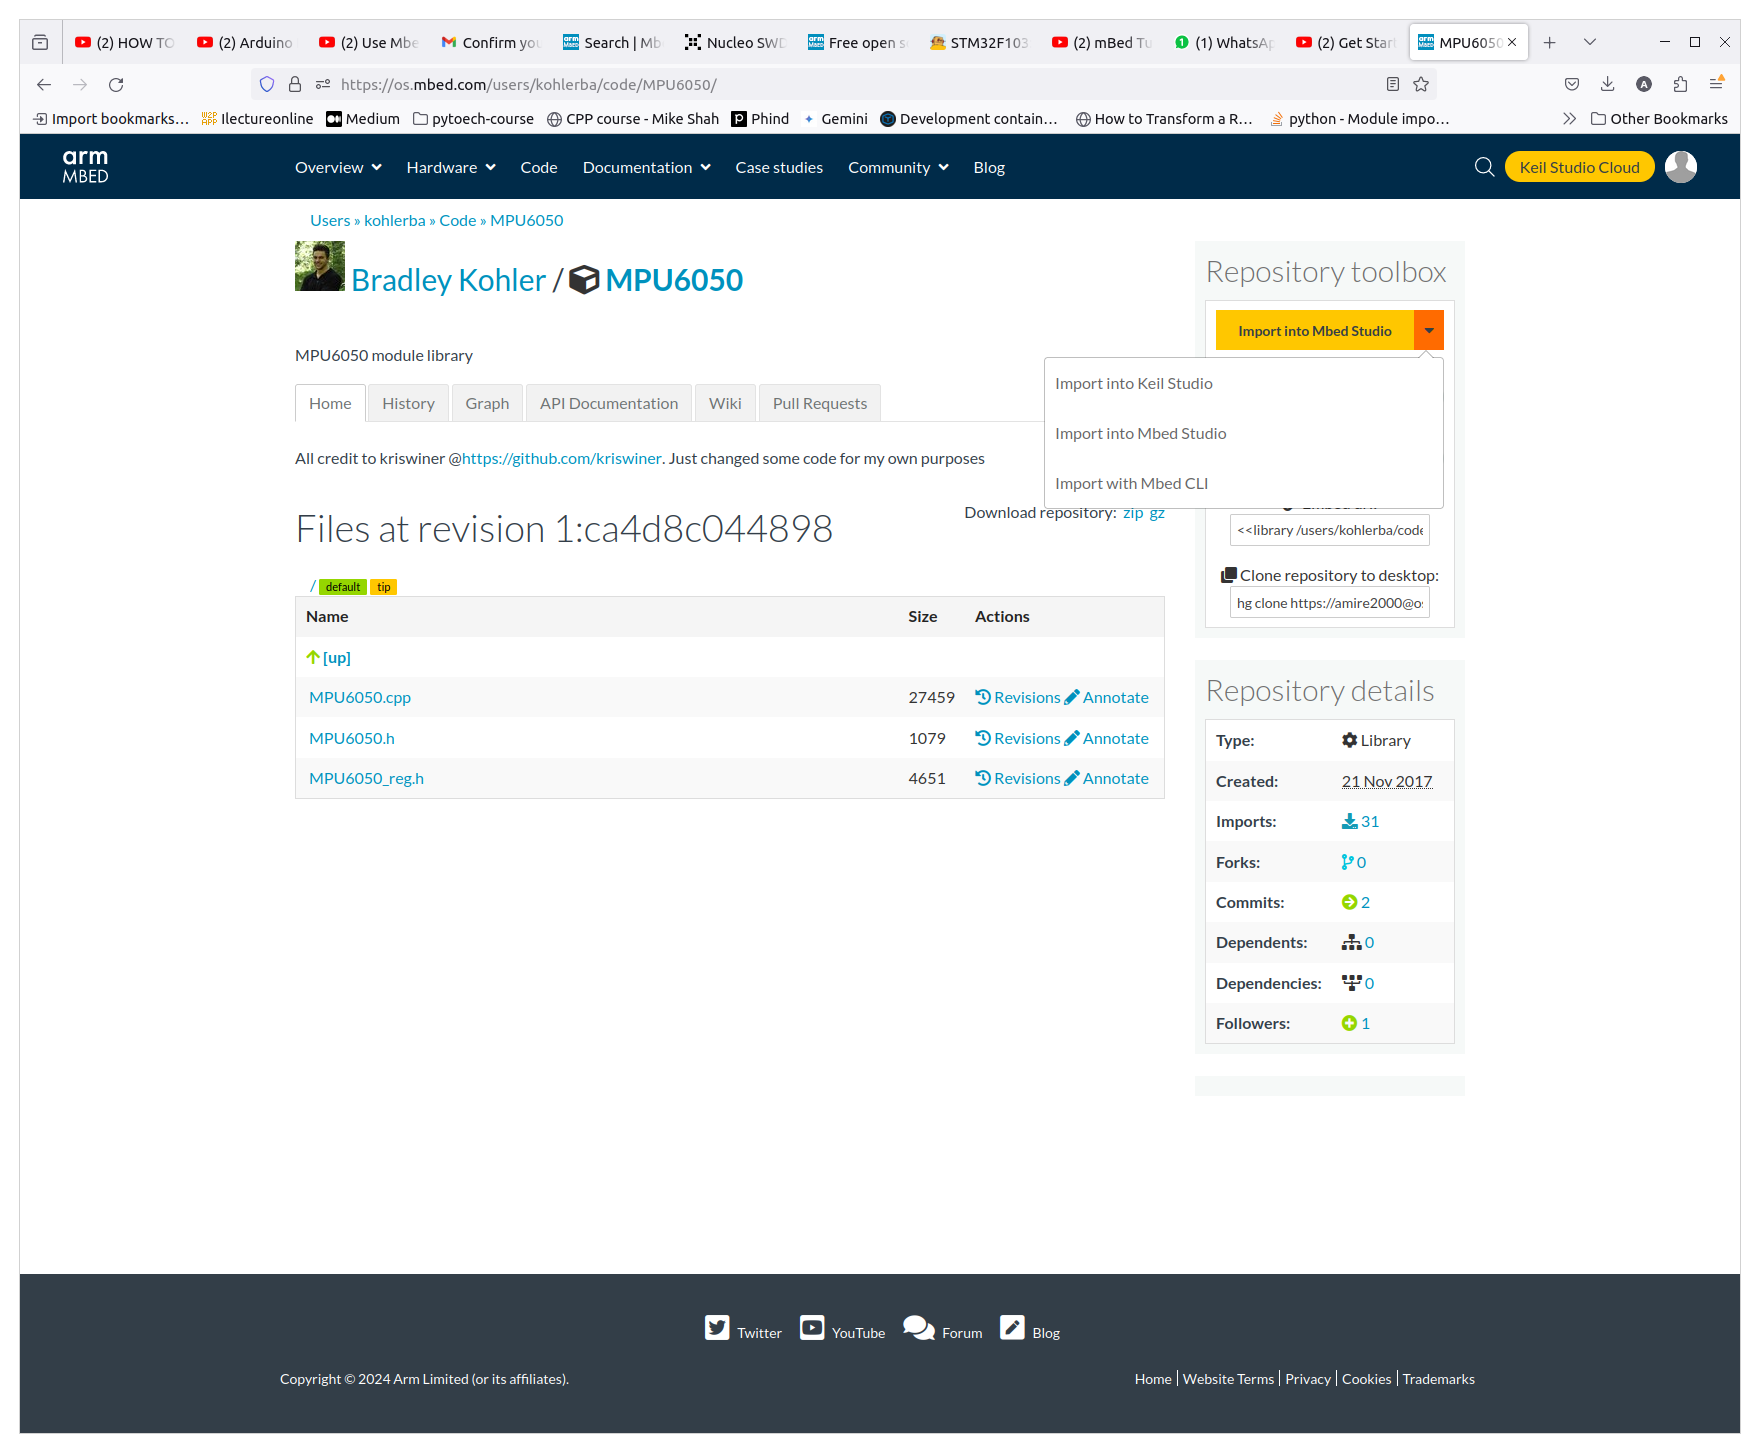 (2) HOW TO (2) Arduino (2) Use Mbe Confirm you Search | Mb Nucleo SWD Free open s STM32F103 (2) mBed Tu (1) WhatsAp (2) Get Start MPU6050
https://os.mbed.com/users/kohlerba/code/MPU6050/
Import bookmarks… Ilectureonline Medium pytoech-course CPP course - Mike Shah Phind Gemini Development contain… How to Transform a R… python - Module impo… Other Bookmarks
arm
MBED
Overview Hardware Code Documentation Case studies Community Blog Keil Studio Cloud
Users » kohlerba » Code » MPU6050
Bradley Kohler / MPU6050
MPU6050 module library
Home History Graph API Documentation Wiki Pull Requests
All credit to kriswiner @https://github.com/kriswiner. Just changed some code for my own purposes
Files at revision 1:ca4d8c044898
Download repository: zip gz
/ default tip
Name Size Actions
[up]
MPU6050.cpp 27459 Revisions Annotate
MPU6050.h 1079 Revisions Annotate
MPU6050_reg.h 4651 Revisions Annotate
Repository toolbox
Import into Mbed Studio
Import into Keil Studio
Import into Mbed Studio
Import with Mbed CLI
<<library /users/kohlerba/code
Clone repository to desktop:
hg clone https://amire2000@os
Repository details
Type: Library
Created: 21 Nov 2017
Imports: 31
Forks: 0
Commits: 2
Dependents: 0
Dependencies: 0
Followers: 1
Twitter YouTube Forum Blog
Copyright © 2024 Arm Limited (or its affiliates).
Home | Website Terms | Privacy | Cookies | Trademarks